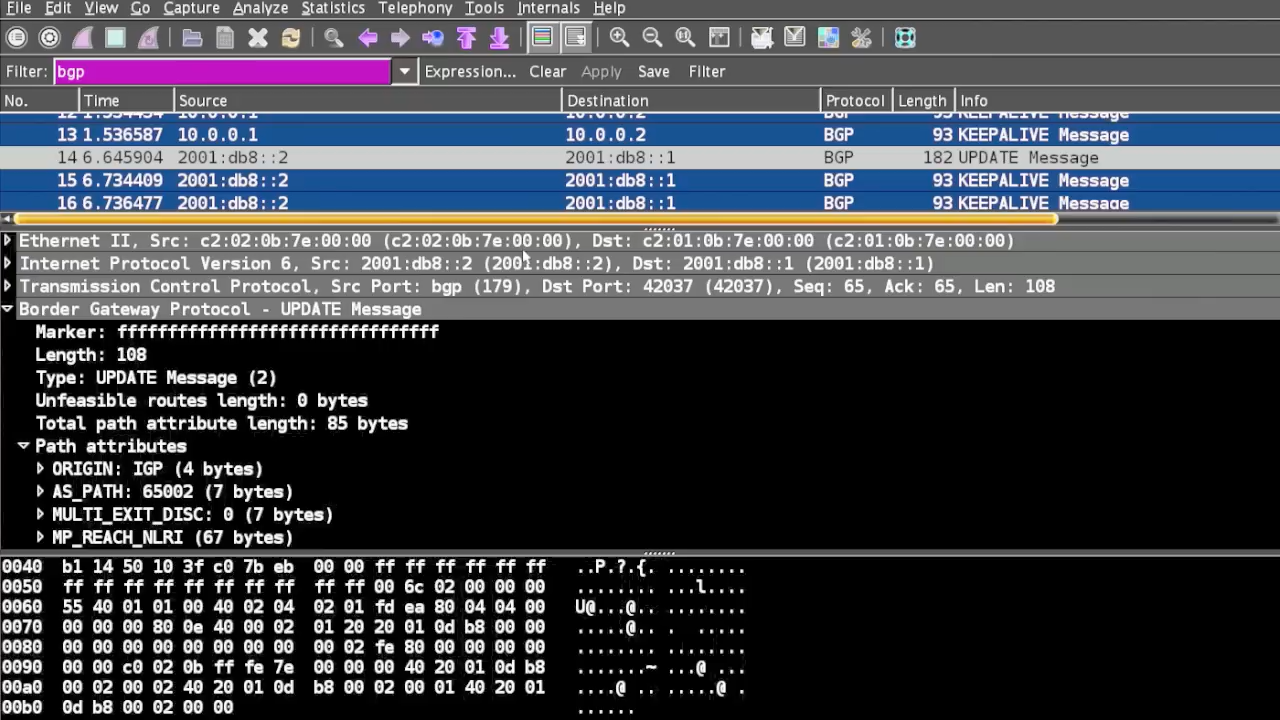 File Edit View Go Capture Analyze Statistics Telephony Tools Internals Help
Filter: bgp Expression... Clear Apply Save Filter
No. Time Source Destination Protocol Length Info
12 1.534434 10.0.0.1 10.0.0.2 BGP 93 KEEPALIVE Message
13 1.536587 10.0.0.1 10.0.0.2 BGP 93 KEEPALIVE Message
14 6.645904 2001:db8::2 2001:db8::1 BGP 182 UPDATE Message
15 6.734409 2001:db8::2 2001:db8::1 BGP 93 KEEPALIVE Message
16 6.736477 2001:db8::2 2001:db8::1 BGP 93 KEEPALIVE Message
Ethernet II, Src: c2:02:0b:7e:00:00 (c2:02:0b:7e:00:00), Dst: c2:01:0b:7e:00:00 (c2:01:0b:7e:00:00)
Internet Protocol Version 6, Src: 2001:db8::2 (2001:db8::2), Dst: 2001:db8::1 (2001:db8::1)
Transmission Control Protocol, Src Port: bgp (179), Dst Port: 42037 (42037), Seq: 65, Ack: 65, Len: 108
Border Gateway Protocol - UPDATE Message
Marker: ffffffffffffffffffffffffffffffff
Length: 108
Type: UPDATE Message (2)
Unfeasible routes length: 0 bytes
Total path attribute length: 85 bytes
Path attributes
ORIGIN: IGP (4 bytes)
AS_PATH: 65002 (7 bytes)
MULTI_EXIT_DISC: 0 (7 bytes)
MP_REACH_NLRI (67 bytes)
0040 b1 14 50 10 3f c0 7b eb 00 00 ff ff ff ff ff ff ..P.?.{. ........
0050 ff ff ff ff ff ff ff ff ff ff 00 6c 02 00 00 00 ........ ...l....
0060 55 40 01 01 00 40 02 04 02 01 fd ea 80 04 04 00 U@...@.. ........
0070 00 00 00 80 0e 40 00 02 01 20 20 01 0d b8 00 00 .....@.. . .....
0080 00 00 00 00 00 00 00 00 00 02 fe 80 00 00 00 00 ........ ........
0090 00 00 c0 02 0b ff fe 7e 00 00 00 40 20 01 0d b8 .......~ ...@ ...
00a0 00 02 00 02 40 20 01 0d b8 00 02 00 01 40 20 01 ....@ .. .....@ .
00b0 0d b8 00 02 00 00 ......